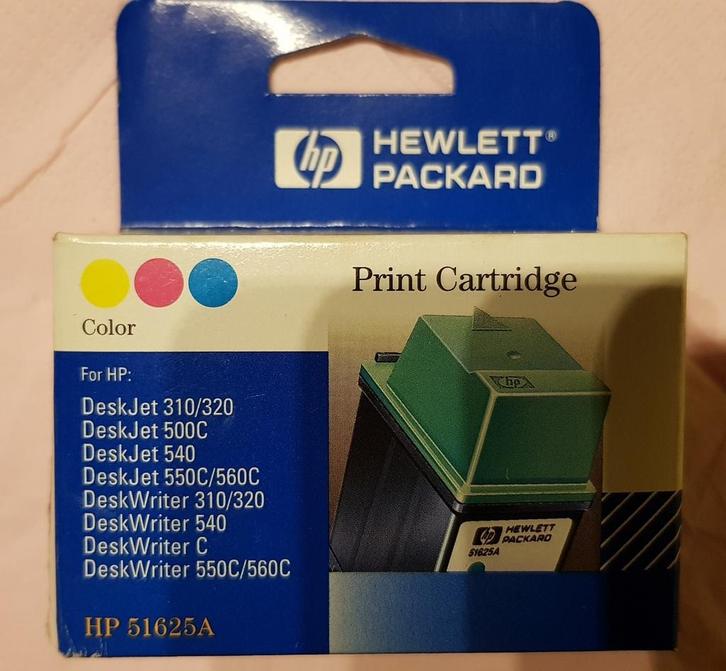 hp HEWLETT®
PACKARD
Print Cartridge
Color
For HP:
DeskJet 310/320
DeskJet 500C
DeskJet 540
DeskJet 550C/560C
DeskWriter 310/320
DeskWriter 540
DeskWriter C
DeskWriter 550C/560C
HP 51625A
hp
hp HEWLETT
PACKARD
51625A